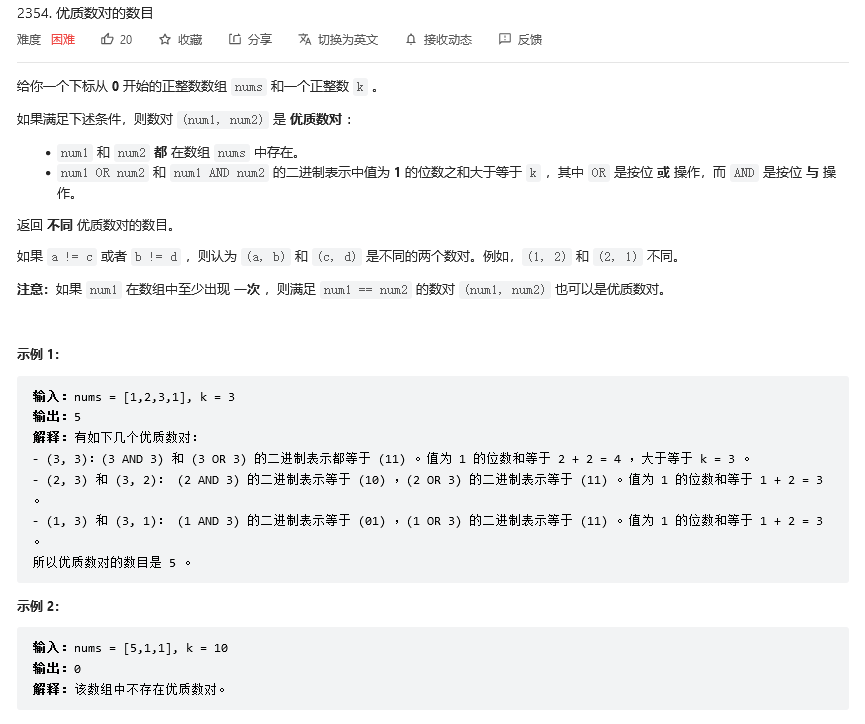 2354. 优质数对的数目
难度 困难 20 收藏 分享 切换为英文 接收动态 反馈
给你一个下标从 0 开始的正整数数组 nums 和一个正整数 k 。
如果满足下述条件，则数对 (num1, num2) 是 优质数对 ：
• num1 和 num2 都 在数组 nums 中存在。
• num1 OR num2 和 num1 AND num2 的二进制表示中值为 1 的位数之和大于等于 k ，其中 OR 是按位 或 操作，而 AND 是按位 与 操
作。
返回 不同 优质数对的数目。
如果 a != c 或者 b != d ，则认为 (a, b) 和 (c, d) 是不同的两个数对。例如，(1, 2) 和 (2, 1) 不同。
注意：如果 num1 在数组中至少出现 一次 ，则满足 num1 == num2 的数对 (num1, num2) 也可以是优质数对。
示例 1：
输入：nums = [1,2,3,1], k = 3
输出：5
解释：有如下几个优质数对：
- (3, 3)：(3 AND 3) 和 (3 OR 3) 的二进制表示都等于 (11) 。值为 1 的位数和等于 2 + 2 = 4 ，大于等于 k = 3 。
- (2, 3) 和 (3, 2)： (2 AND 3) 的二进制表示等于 (10) ，(2 OR 3) 的二进制表示等于 (11) 。值为 1 的位数和等于 1 + 2 = 3
。
- (1, 3) 和 (3, 1)： (1 AND 3) 的二进制表示等于 (01) ，(1 OR 3) 的二进制表示等于 (11) 。值为 1 的位数和等于 1 + 2 = 3
。
所以优质数对的数目是 5 。
示例 2：
输入：nums = [5,1,1], k = 10
输出：0
解释：该数组中不存在优质数对。